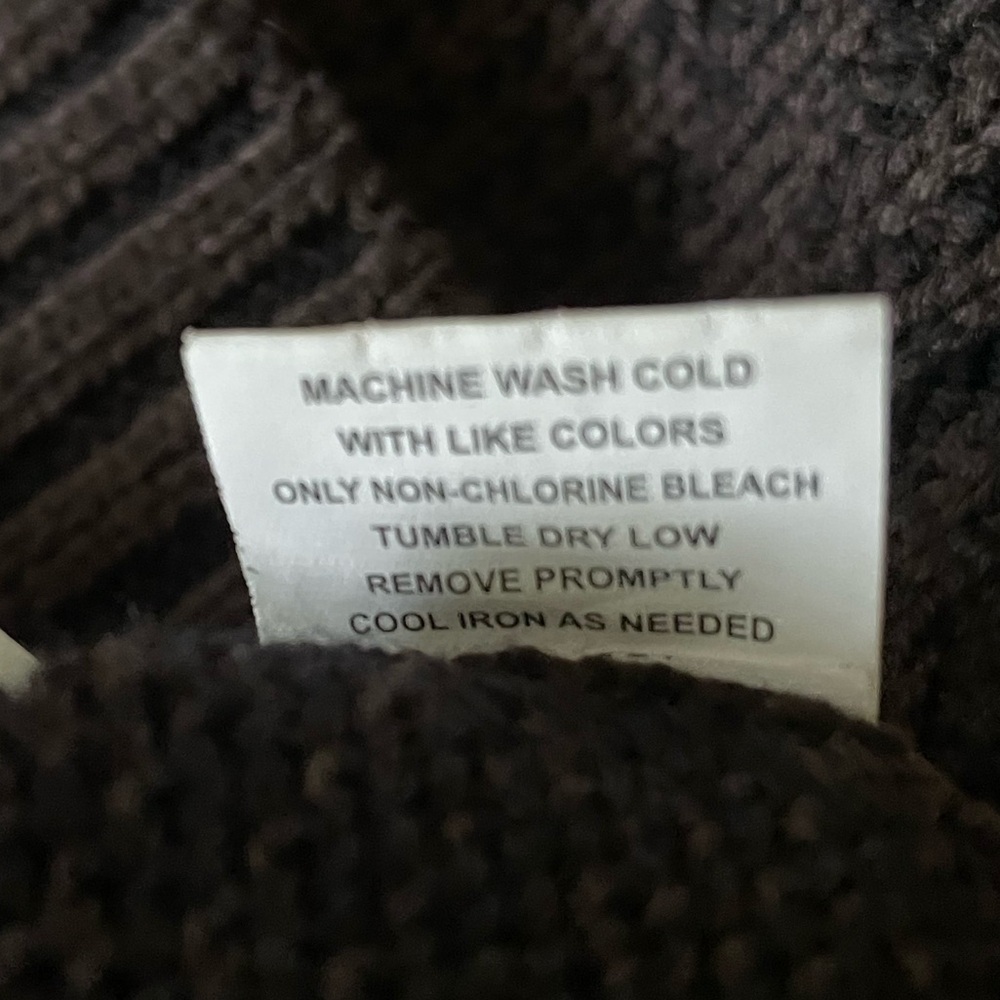 MACHINE WASH COLD
WITH LIKE COLORS
ONLY NON-CHLORINE BLEACH
TUMBLE DRY LOW
REMOVE PROMPTLY
COOL IRON AS NEEDED